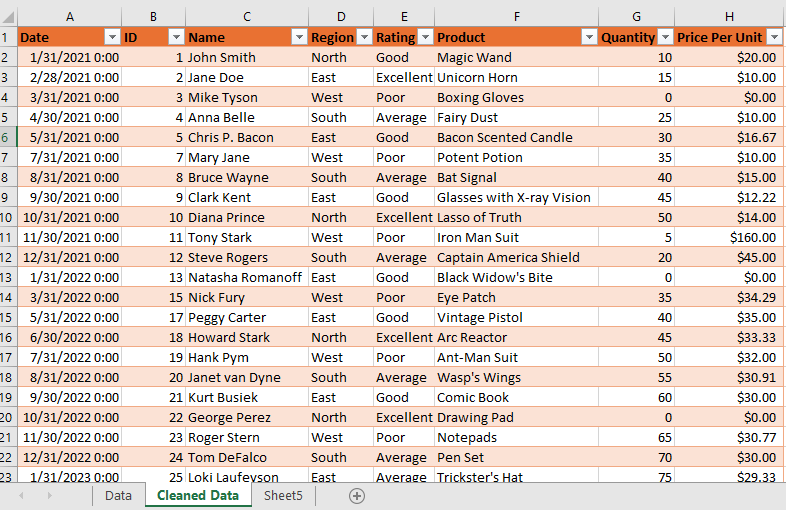 A B C D E F G H
1 Date ID Name Region Rating Product Quantity Price Per Unit
2 1/31/2021 0:00 1 John Smith North Good Magic Wand 10 $20.00
3 2/28/2021 0:00 2 Jane Doe East Excellent Unicorn Horn 15 $10.00
4 3/31/2021 0:00 3 Mike Tyson West Poor Boxing Gloves 0 $0.00
5 4/30/2021 0:00 4 Anna Belle South Average Fairy Dust 25 $10.00
6 5/31/2021 0:00 5 Chris P. Bacon East Good Bacon Scented Candle 30 $16.67
7 7/31/2021 0:00 7 Mary Jane West Poor Potent Potion 35 $10.00
8 8/31/2021 0:00 8 Bruce Wayne South Average Bat Signal 40 $15.00
9 9/30/2021 0:00 9 Clark Kent East Good Glasses with X-ray Vision 45 $12.22
10 10/31/2021 0:00 10 Diana Prince North Excellent Lasso of Truth 50 $14.00
11 11/30/2021 0:00 11 Tony Stark West Poor Iron Man Suit 5 $160.00
12 12/31/2021 0:00 12 Steve Rogers South Average Captain America Shield 20 $45.00
13 1/31/2022 0:00 13 Natasha Romanoff East Good Black Widow's Bite 0 $0.00
14 3/31/2022 0:00 15 Nick Fury West Poor Eye Patch 35 $34.29
15 5/31/2022 0:00 17 Peggy Carter East Good Vintage Pistol 40 $35.00
16 6/30/2022 0:00 18 Howard Stark North Excellent Arc Reactor 45 $33.33
17 7/31/2022 0:00 19 Hank Pym West Poor Ant-Man Suit 50 $32.00
18 8/31/2022 0:00 20 Janet van Dyne South Average Wasp's Wings 55 $30.91
19 9/30/2022 0:00 21 Kurt Busiek East Good Comic Book 60 $30.00
20 10/31/2022 0:00 22 George Perez North Excellent Drawing Pad 0 $0.00
21 11/30/2022 0:00 23 Roger Stern West Poor Notepads 65 $30.77
22 12/31/2022 0:00 24 Tom DeFalco South Average Pen Set 70 $30.00
23 1/31/2023 0:00 25 Loki Laufeyson East Average Trickster's Hat 75 $29.33
Data Cleaned Data Sheet5